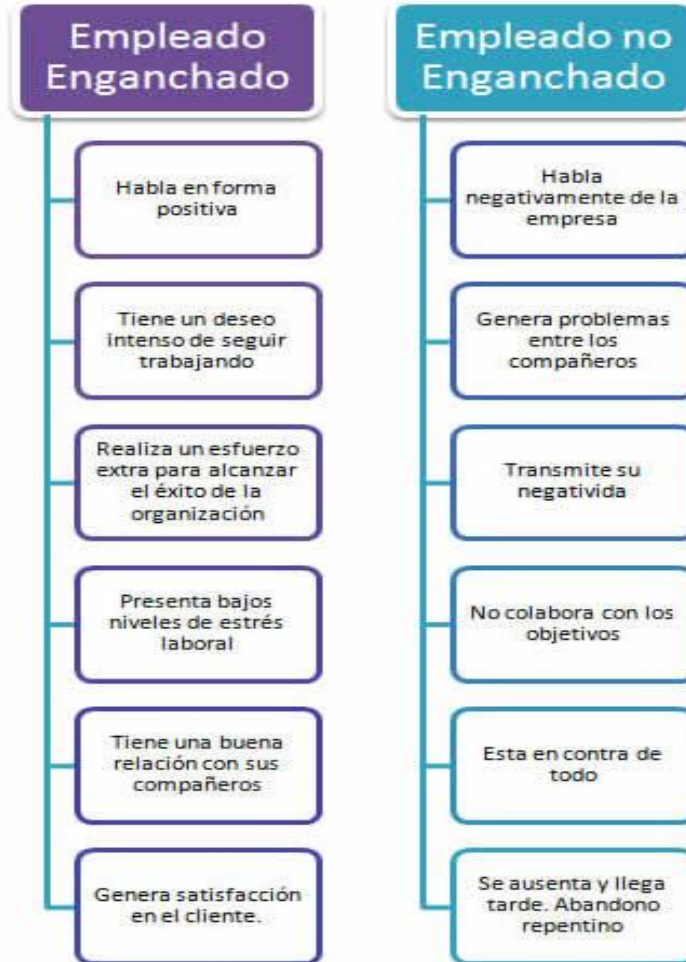 Empleado
Enganchado
Habla en forma
positiva
Tiene un deseo
intenso de seguir
trabajando
Realiza un esfuerzo
extra para alcanzar
el éxito de la
organización
Presenta bajos
niveles de estrés
laboral
Tiene una buena
relación con sus
compañeros
Genera satisfacción
en el cliente.
Empleado no
Enganchado
Habla
negativamente de la
empresa
Genera problemas
entre los
compañeros
Transmite su
negativida
No colabora con los
objetivos
Esta en contra de
todo
Se ausenta y llega
tarde. Abandono
repentino